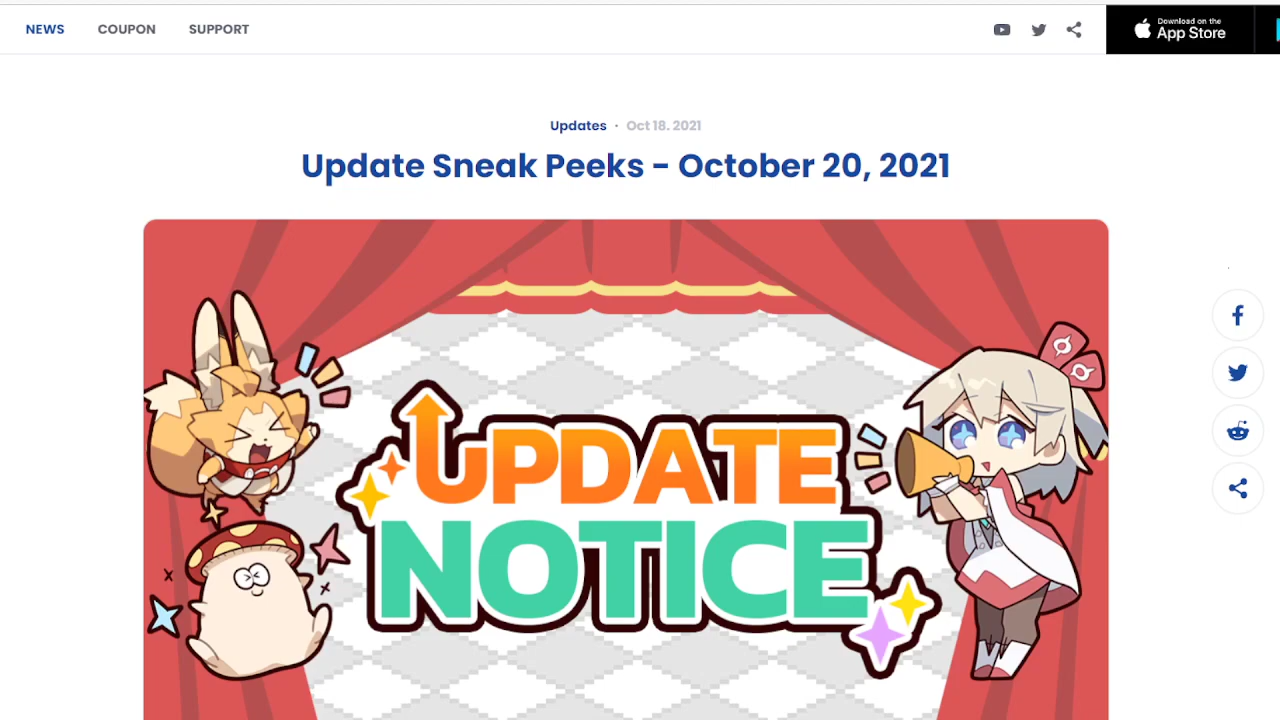 NEWS COUPON SUPPORT
Download on the
App Store
Updates · Oct 18. 2021
Update Sneak Peeks - October 20, 2021
UPDATE
NOTICE